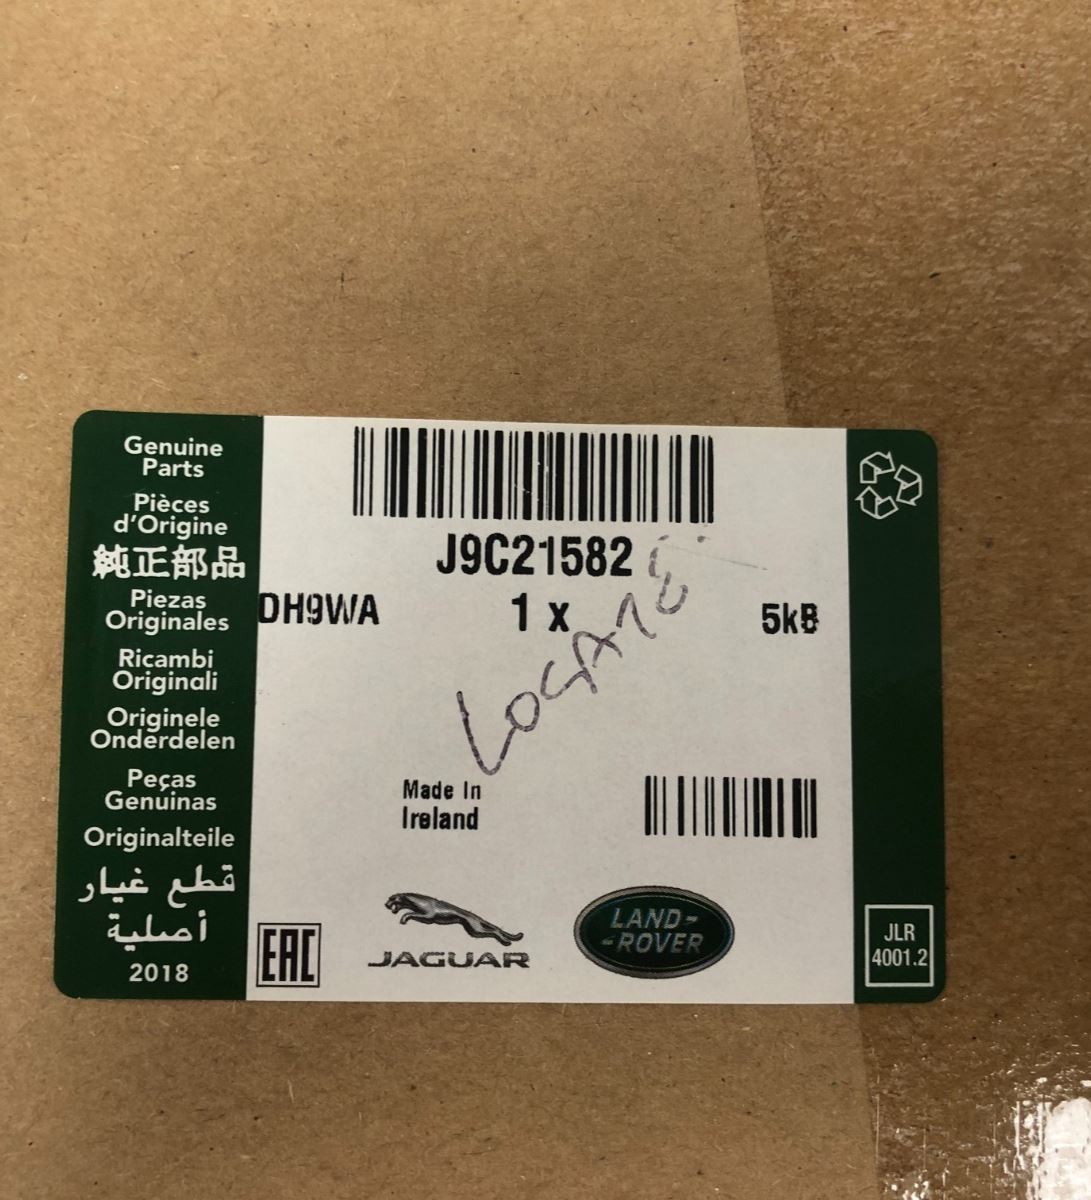 Genuine
Parts
Pièces
d'Origine
純正部品
Piezas
Originales
Ricambi
Originali
Originele
Onderdelen
Peças
Genuinas
Originalteile
قطع غيار
أصلية
2018
J9C21582
DH9WA 1 x 5kB
Made In
Ireland
EAC
JAGUAR
LAND-
-ROVER
JLR
4001.2